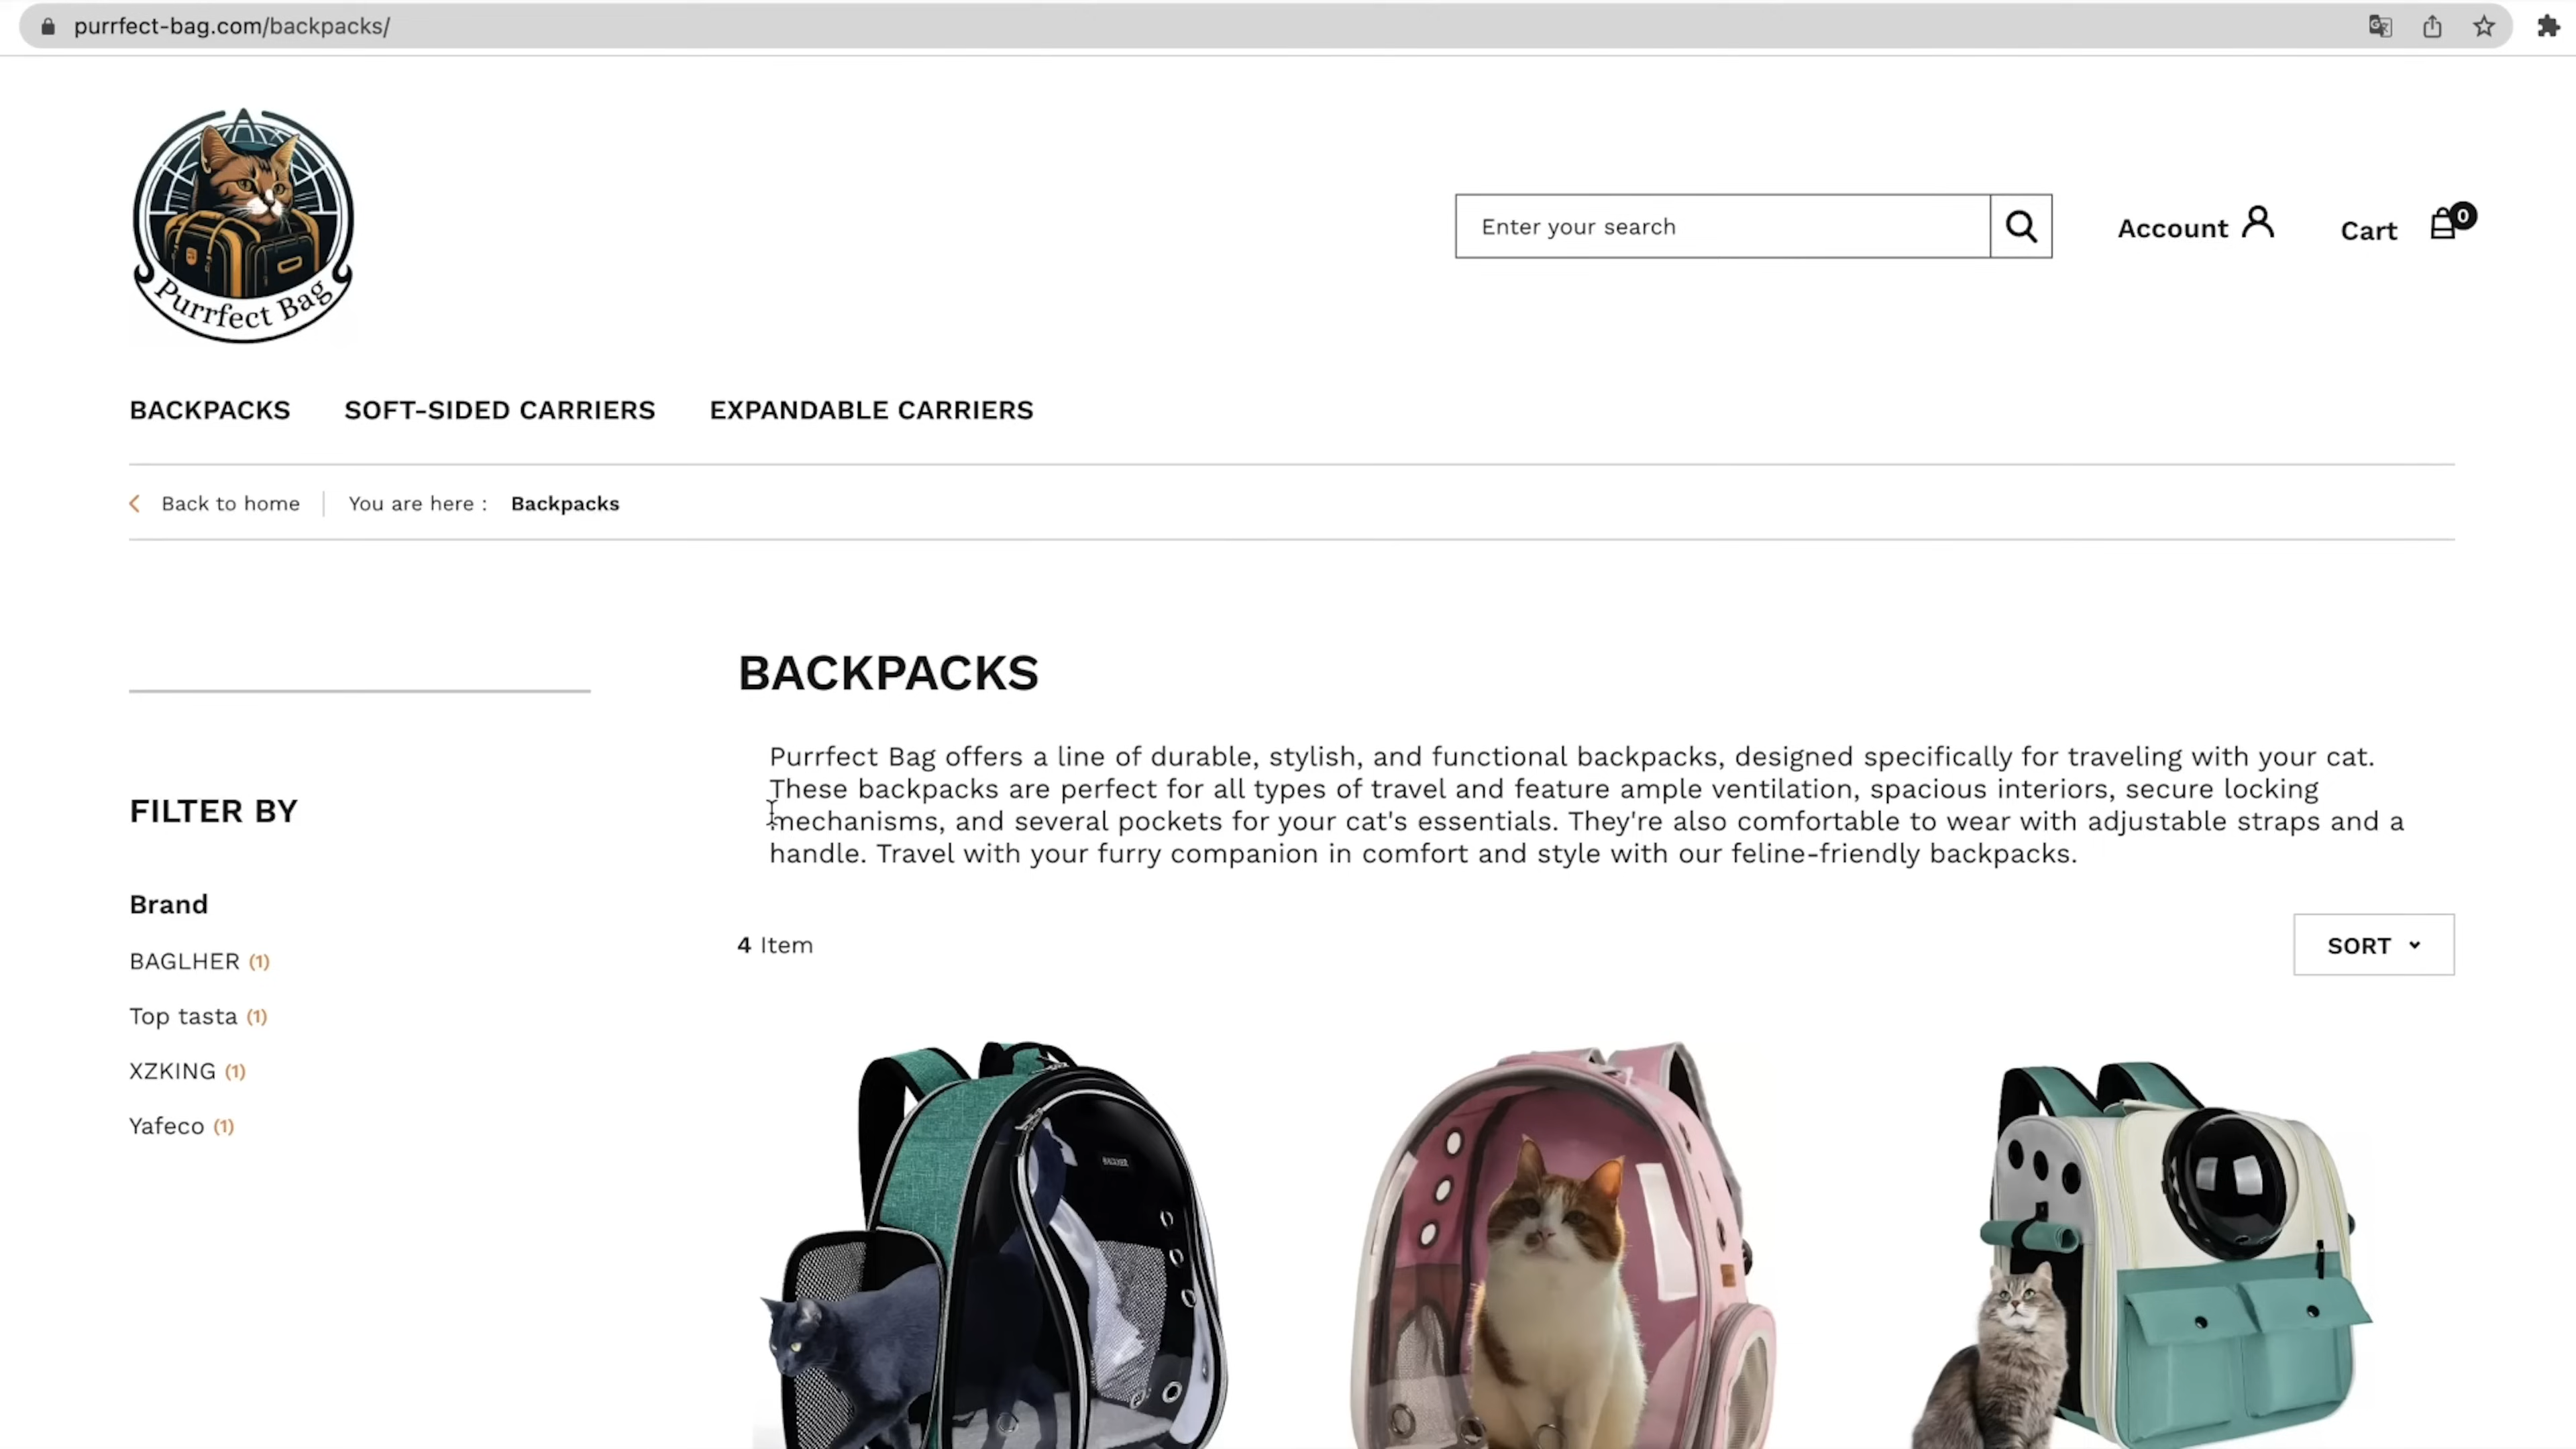 purrfect-bag.com/backpacks/
Purrfect Bag
Enter your search
Account
Cart
0
BACKPACKS
SOFT-SIDED CARRIERS
EXPANDABLE CARRIERS
Back to home
You are here :
Backpacks
BACKPACKS
Purrfect Bag offers a line of durable, stylish, and functional backpacks, designed specifically for traveling with your cat.
These backpacks are perfect for all types of travel and feature ample ventilation, spacious interiors, secure locking
mechanisms, and several pockets for your cat's essentials. They're also comfortable to wear with adjustable straps and a
handle. Travel with your furry companion in comfort and style with our feline-friendly backpacks.
FILTER BY
Brand
BAGLHER (1)
Top tasta (1)
XZKING (1)
Yafeco (1)
4 Item
SORT
BAGLHER